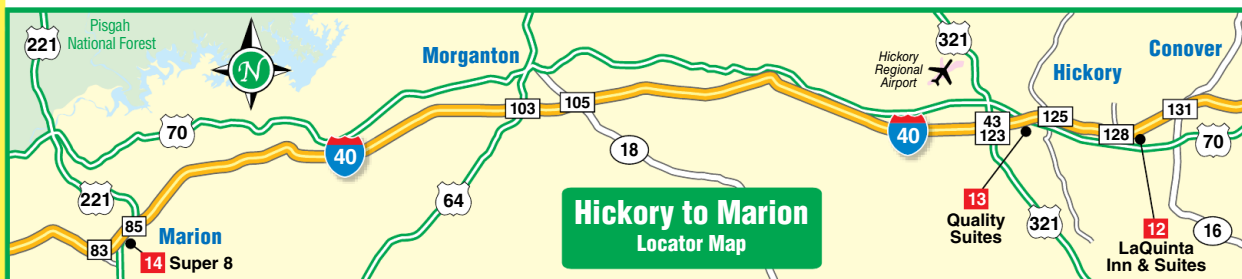 221
Pisgah
National Forest
N
70
221
85
83
Marion
14 Super 8
40
Morganton
103
105
64
18
Hickory to Marion
Locator Map
Hickory
Regional
Airport
40
321
43
123
Hickory
125
128
Conover
131
70
13
Quality
Suites
321
12
LaQuinta
Inn & Suites
16